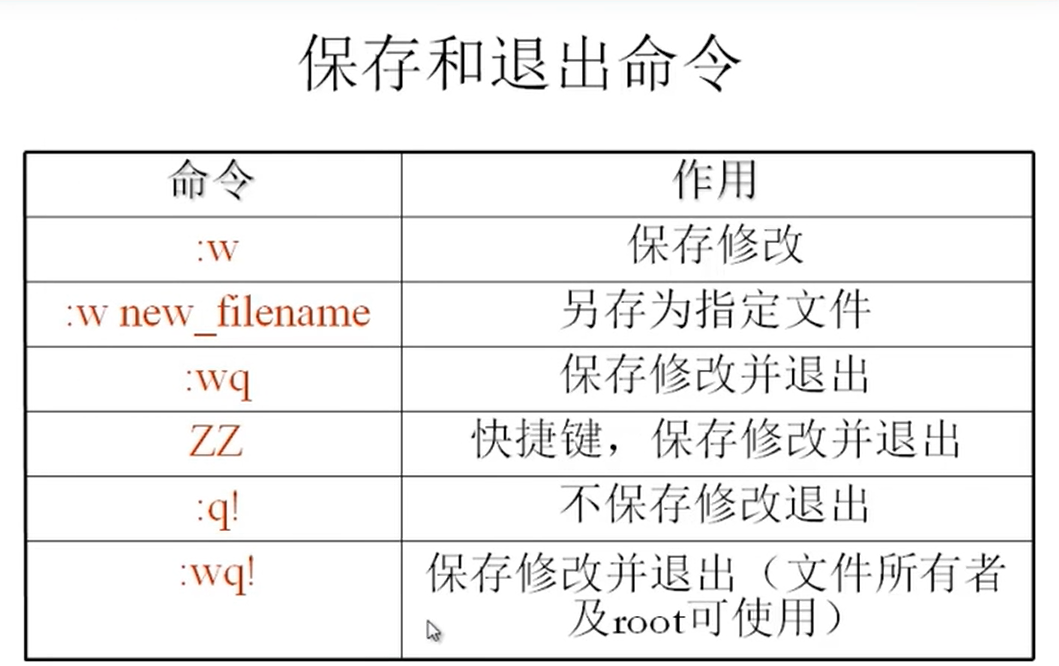 保存和退出命令
命令 作用
:w 保存修改
:w new_filename 另存为指定文件
:wq 保存修改并退出
ZZ 快捷键，保存修改并退出
:q! 不保存修改退出
:wq! 保存修改并退出（文件所有者
及root可使用）